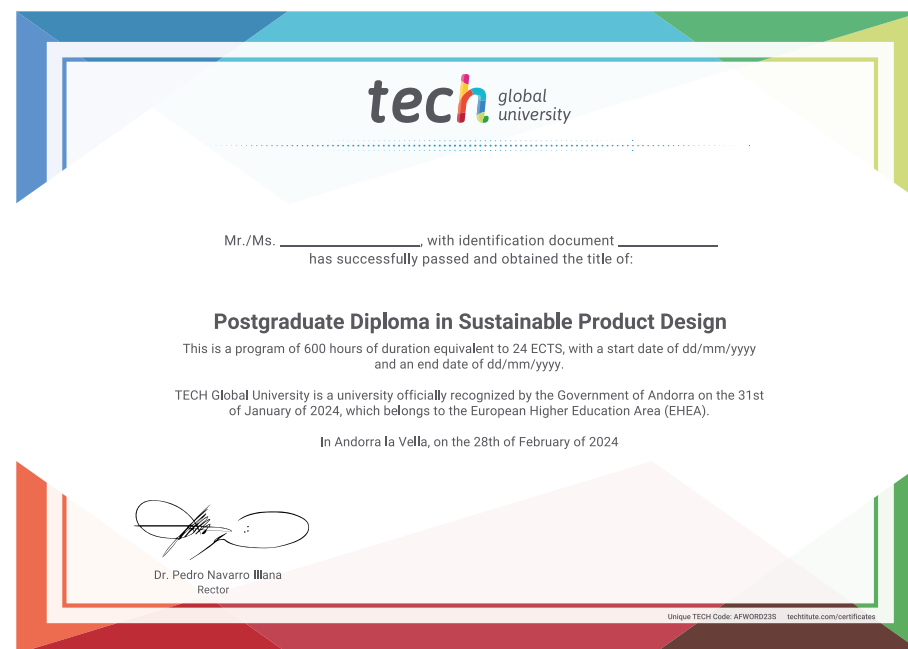 tech global
university
Mr./Ms. ____________________, with identification document ______________
has successfully passed and obtained the title of:
Postgraduate Diploma in Sustainable Product Design
This is a program of 600 hours of duration equivalent to 24 ECTS, with a start date of dd/mm/yyyy
and an end date of dd/mm/yyyy.
TECH Global University is a university officially recognized by the Government of Andorra on the 31st
of January of 2024, which belongs to the European Higher Education Area (EHEA).
In Andorra la Vella, on the 28th of February of 2024
Dr. Pedro Navarro Illana
Rector
Unique TECH Code: AFWORD23S techtitute.com/certificates